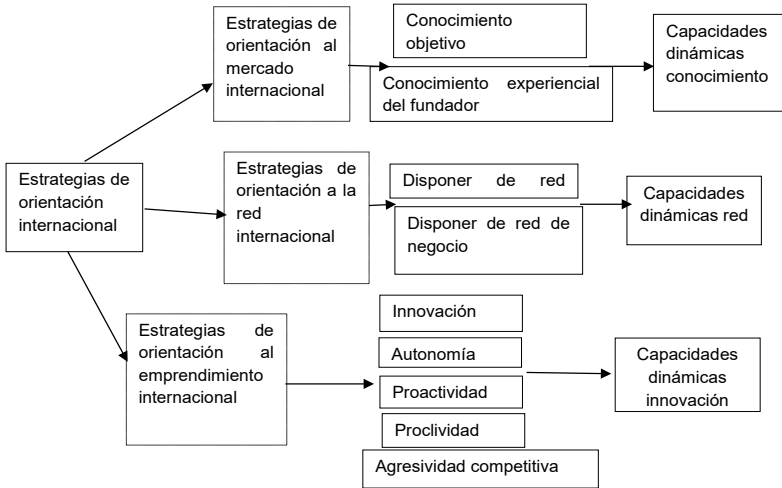 Estrategias de
orientación al
mercado
internacional
Conocimiento
objetivo
Conocimiento experiencial
del fundador
Capacidades
dinámicas
conocimiento
Estrategias de
orientación
internacional
Estrategias de
orientación a la
red
internacional
Disponer de red
Disponer de red de
negocio
Capacidades
dinámicas red
Estrategias de
orientación al
emprendimiento
internacional
Innovación
Autonomía
Proactividad
Proclividad
Agresividad competitiva
Capacidades
dinámicas
innovación